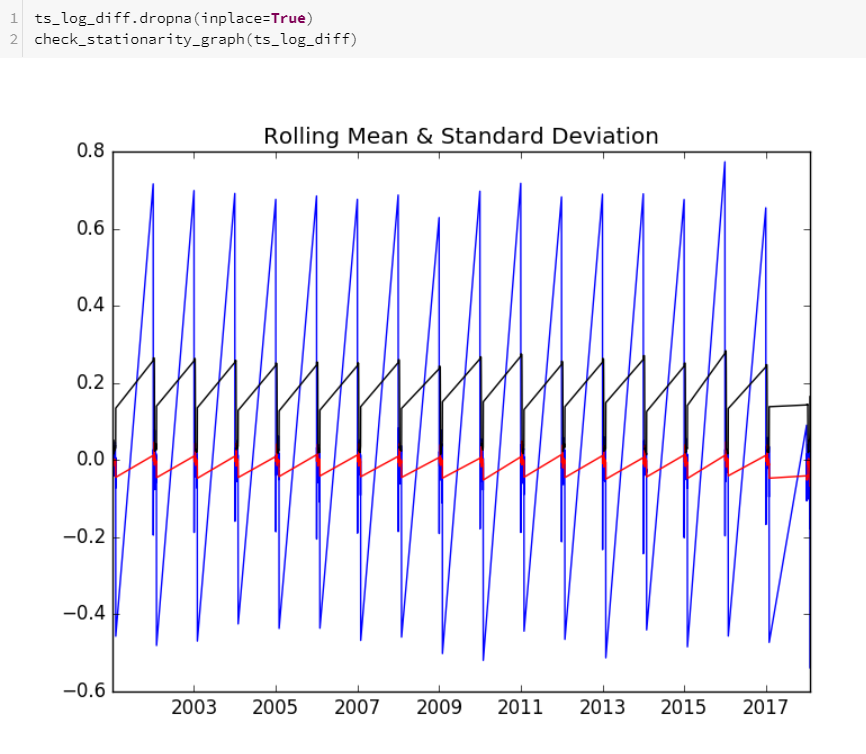 1 ts_log_diff.dropna(inplace=True)
2 check_stationarity_graph(ts_log_diff)
Rolling Mean & Standard Deviation
0.8
0.6
0.4
0.2
0.0
−0.2
−0.4
−0.6
2003 2005 2007 2009 2011 2013 2015 2017